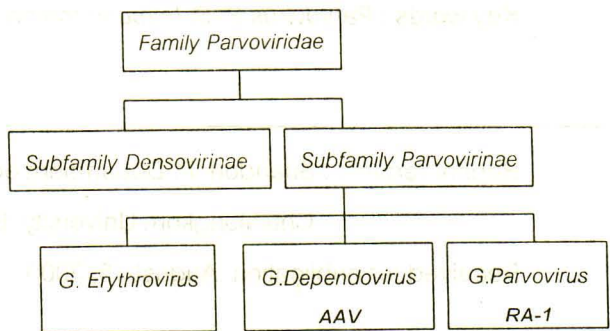 Family Parvoviridae
Subfamily Densovirinae
Subfamily Parvovirinae
G. Erythrovirus
G.Dependovirus
AAV
G.Parvovirus
RA-1